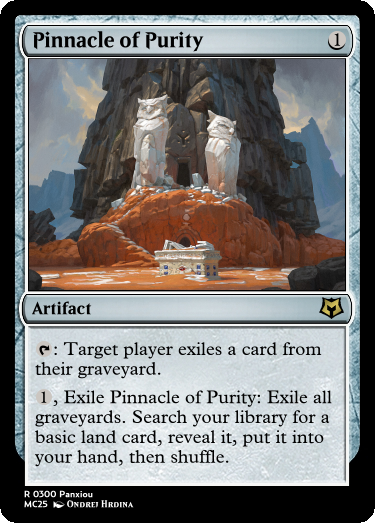 Pinnacle of Purity 1
Artifact
: Target player exiles a card from
their graveyard.
1, Exile Pinnacle of Purity: Exile all
graveyards. Search your library for a
basic land card, reveal it, put it into
your hand, then shuffle.
R 0300 Panxiou
MC25 Ondrej Hrdina